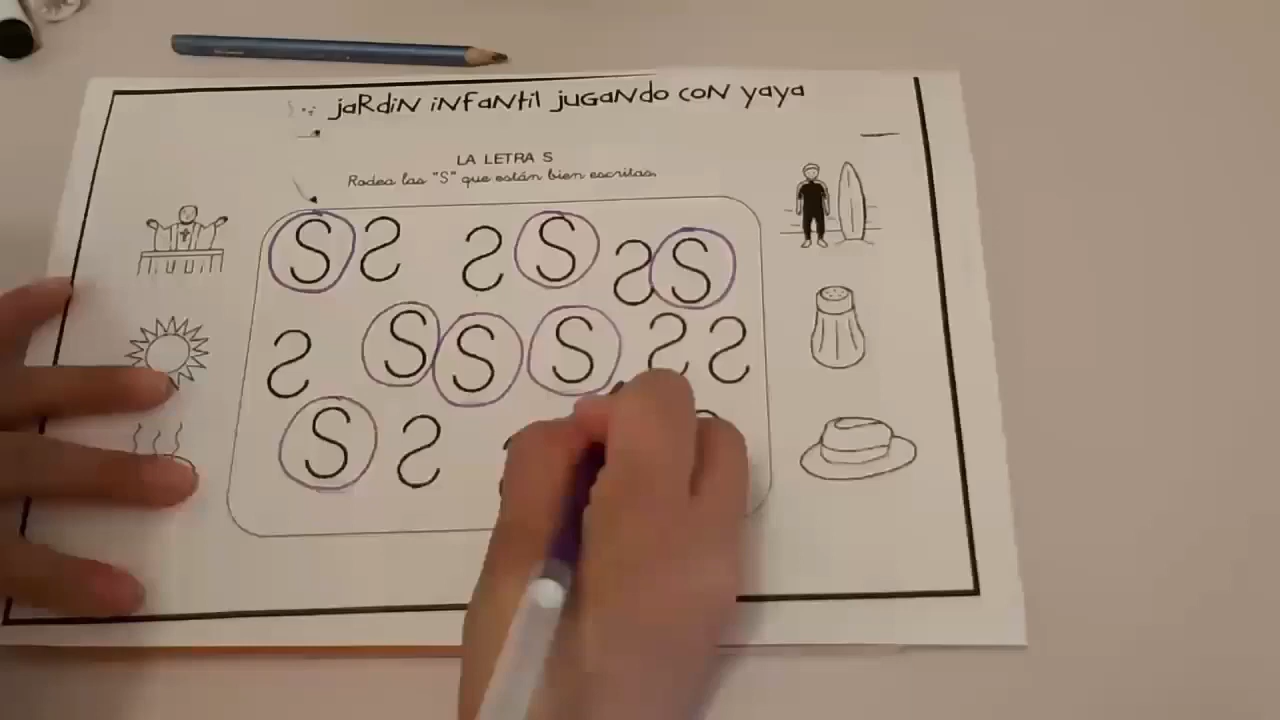 jaRdiN iNfaNtil jugaNdo coN yaya
LA LETRA S
Rodea las "S" que están bien escritas.
S S S S S S
S S S S S S
S S